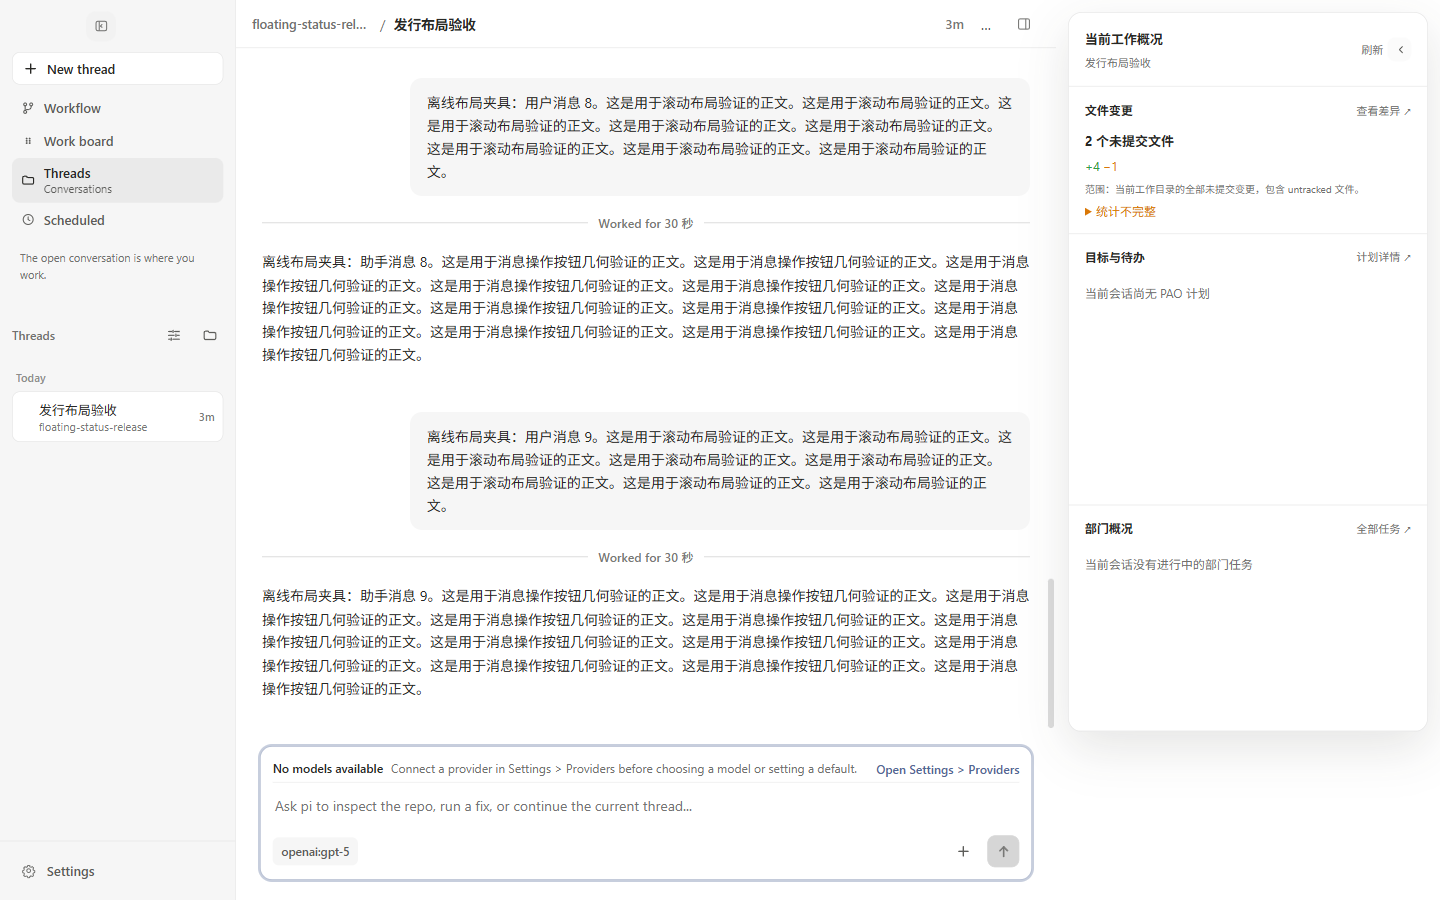 New thread
Workflow
Work board
Threads
Conversations
Scheduled
The open conversation is where you
work.
Threads
Today
发行布局验收
floating-status-release
3m
Settings
floating-status-rel... / 发行布局验收
3m
...
离线布局夹具：用户消息 8。这是用于滚动布局验证的正文。这是用于滚动布局验证的正文。这
是用于滚动布局验证的正文。这是用于滚动布局验证的正文。这是用于滚动布局验证的正文。
这是用于滚动布局验证的正文。这是用于滚动布局验证的正文。这是用于滚动布局验证的正
文。
Worked for 30 秒
离线布局夹具：助手消息 8。这是用于消息操作按钮几何验证的正文。这是用于消息操作按钮几何验证的正文。这是用于消息
操作按钮几何验证的正文。这是用于消息操作按钮几何验证的正文。这是用于消息操作按钮几何验证的正文。这是用于消息
操作按钮几何验证的正文。这是用于消息操作按钮几何验证的正文。这是用于消息操作按钮几何验证的正文。这是用于消息
操作按钮几何验证的正文。这是用于消息操作按钮几何验证的正文。这是用于消息操作按钮几何验证的正文。这是用于消息
操作按钮几何验证的正文。
离线布局夹具：用户消息 9。这是用于滚动布局验证的正文。这是用于滚动布局验证的正文。这
是用于滚动布局验证的正文。这是用于滚动布局验证的正文。这是用于滚动布局验证的正文。
这是用于滚动布局验证的正文。这是用于滚动布局验证的正文。这是用于滚动布局验证的正
文。
Worked for 30 秒
离线布局夹具：助手消息 9。这是用于消息操作按钮几何验证的正文。这是用于消息操作按钮几何验证的正文。这是用于消息
操作按钮几何验证的正文。这是用于消息操作按钮几何验证的正文。这是用于消息操作按钮几何验证的正文。这是用于消息
操作按钮几何验证的正文。这是用于消息操作按钮几何验证的正文。这是用于消息操作按钮几何验证的正文。这是用于消息
操作按钮几何验证的正文。这是用于消息操作按钮几何验证的正文。这是用于消息操作按钮几何验证的正文。这是用于消息
操作按钮几何验证的正文。
No models available Connect a provider in Settings > Providers before choosing a model or setting a default. Open Settings > Providers
Ask pi to inspect the repo, run a fix, or continue the current thread...
openai:gpt-5
当前工作概况
发行布局验收
刷新
文件变更 查看差异 ↗
2 个未提交文件
+4 −1
范围：当前工作目录的全部未提交变更，包含 untracked 文件。
▶ 统计不完整
目标与待办 计划详情 ↗
当前会话尚无 PAO 计划
部门概况 全部任务 ↗
当前会话没有进行中的部门任务